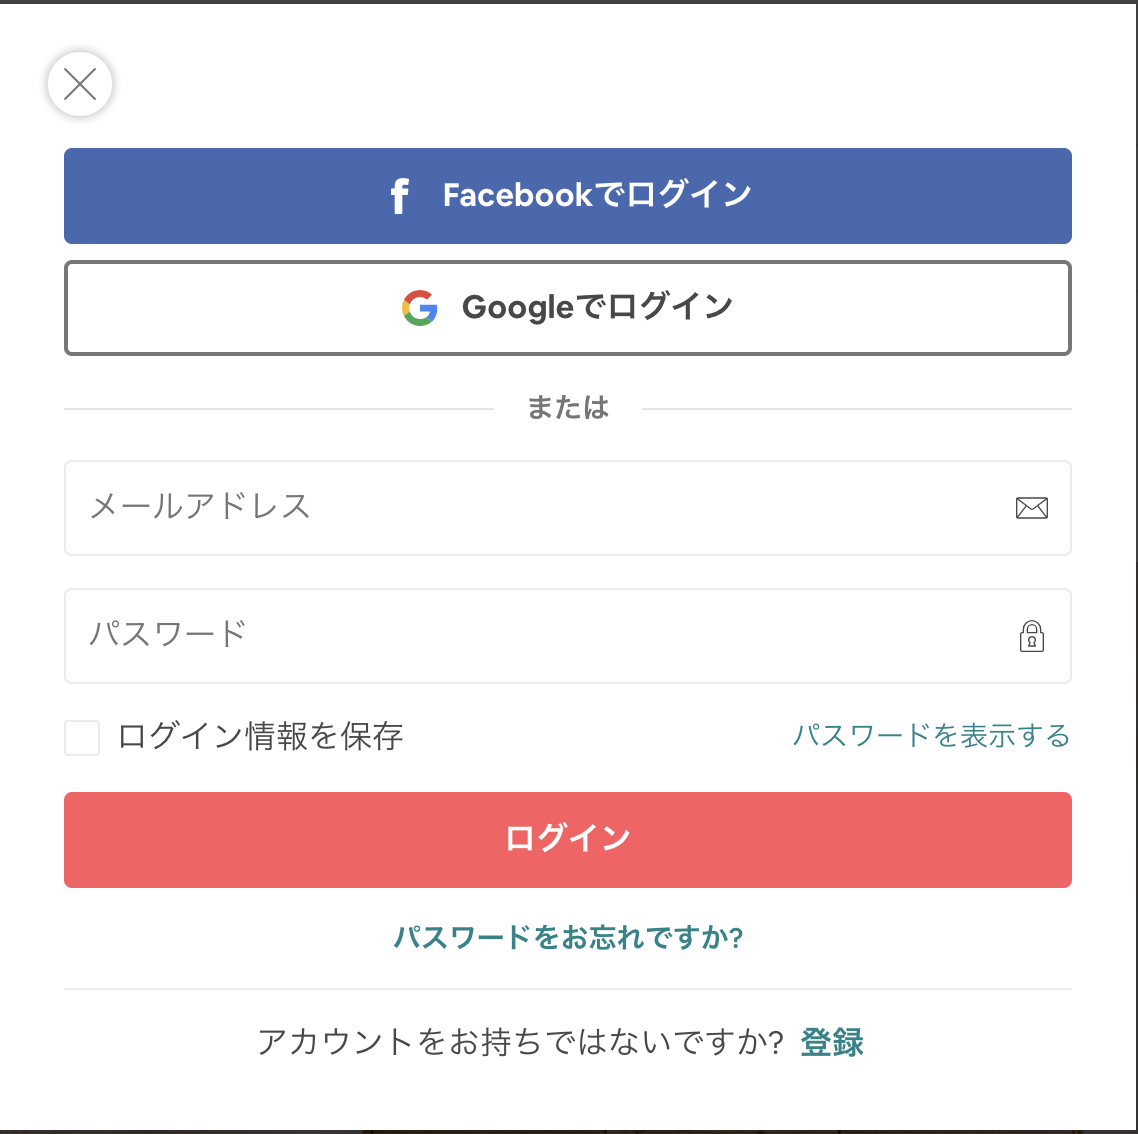 Facebookでログイン
Googleでログイン
または
メールアドレス
パスワード
ログイン情報を保存
パスワードを表示する
ログイン
パスワードをお忘れですか?
アカウントをお持ちではないですか? 登録